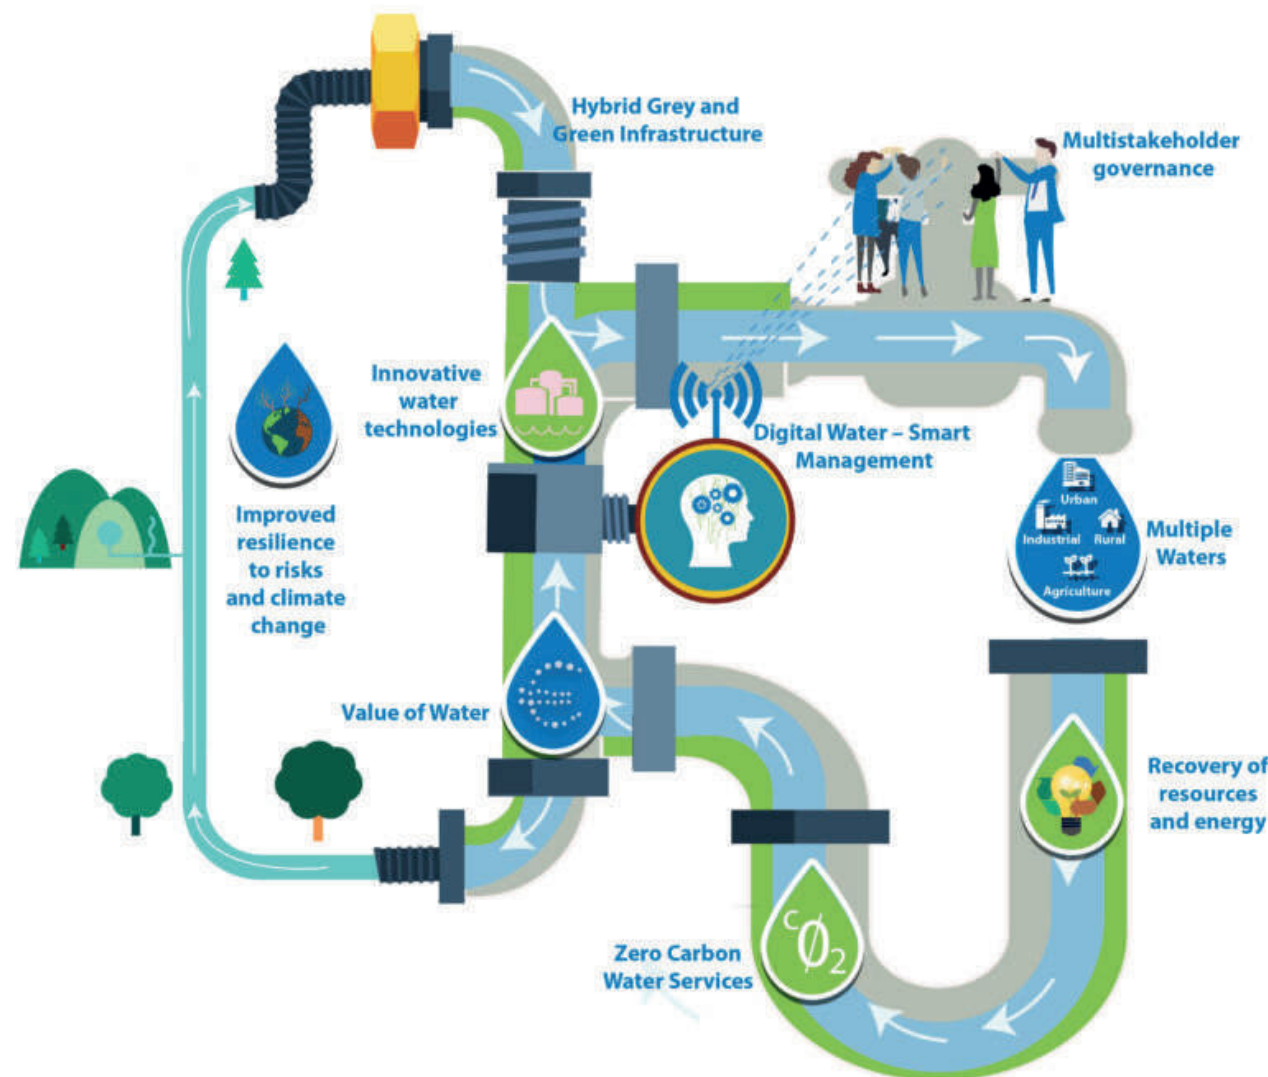 Hybrid Grey and
Green Infrastructure
Multistakeholder
governance
Innovative
water
technologies
Digital Water – Smart
Management
Improved
resilience
to risks
and climate
change
Urban
Industrial Rural
Agriculture
Multiple
Waters
Value of Water
Recovery of
resources
and energy
Zero Carbon
Water Services
cØ2